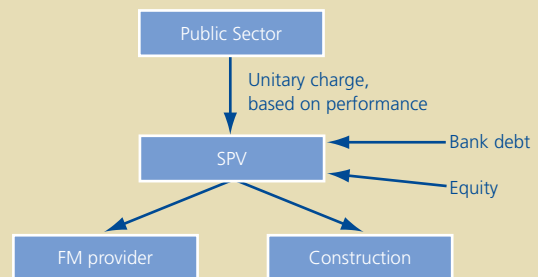 Public Sector
Unitary charge,
based on performance
Bank debt
SPV
Equity
FM provider
Construction